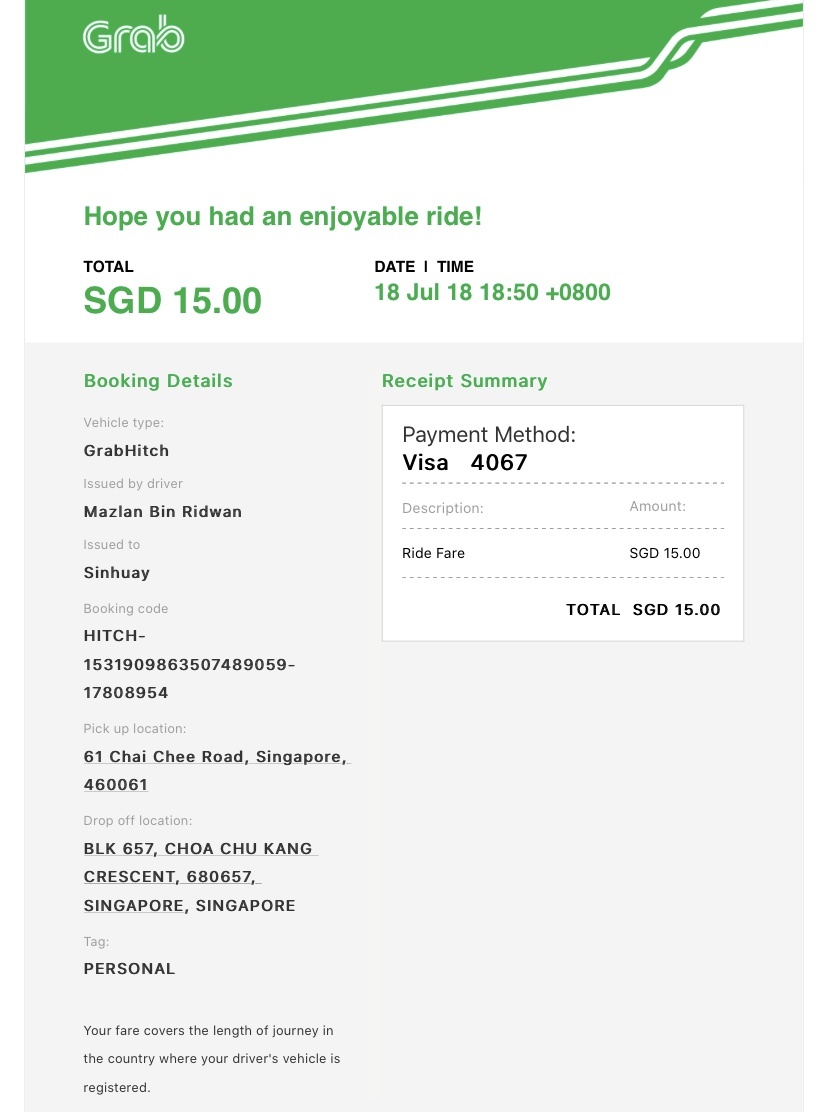 Grab
Hope you had an enjoyable ride!
TOTAL
SGD 15.00
DATE | TIME
18 Jul 18 18:50 +0800
Booking Details
Vehicle type:
GrabHitch
Issued by driver
Mazlan Bin Ridwan
Issued to
Sinhuay
Booking code
HITCH-
1531909863507489059-
17808954
Pick up location:
61 Chai Chee Road, Singapore,
460061
Drop off location:
BLK 657, CHOA CHU KANG
CRESCENT, 680657,
SINGAPORE, SINGAPORE
Tag:
PERSONAL
Your fare covers the length of journey in
the country where your driver's vehicle is
registered.
Receipt Summary
Payment Method:
Visa 4067
Description: Amount:
Ride Fare SGD 15.00
TOTAL SGD 15.00